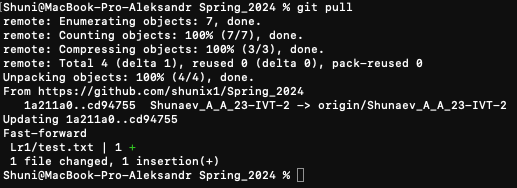 [Shuni@MacBook-Pro-Aleksandr Spring_2024 % git pull
remote: Enumerating objects: 7, done.
remote: Counting objects: 100% (7/7), done.
remote: Compressing objects: 100% (3/3), done.
remote: Total 4 (delta 1), reused 0 (delta 0), pack-reused 0
Unpacking objects: 100% (4/4), done.
From https://github.com/shunix1/Spring_2024
   1a211a0..cd94755  Shunaev_A_A_23-IVT-2 -> origin/Shunaev_A_A_23-IVT-2
Updating 1a211a0..cd94755
Fast-forward
 Lr1/test.txt | 1 +
 1 file changed, 1 insertion(+)
Shuni@MacBook-Pro-Aleksandr Spring_2024 %